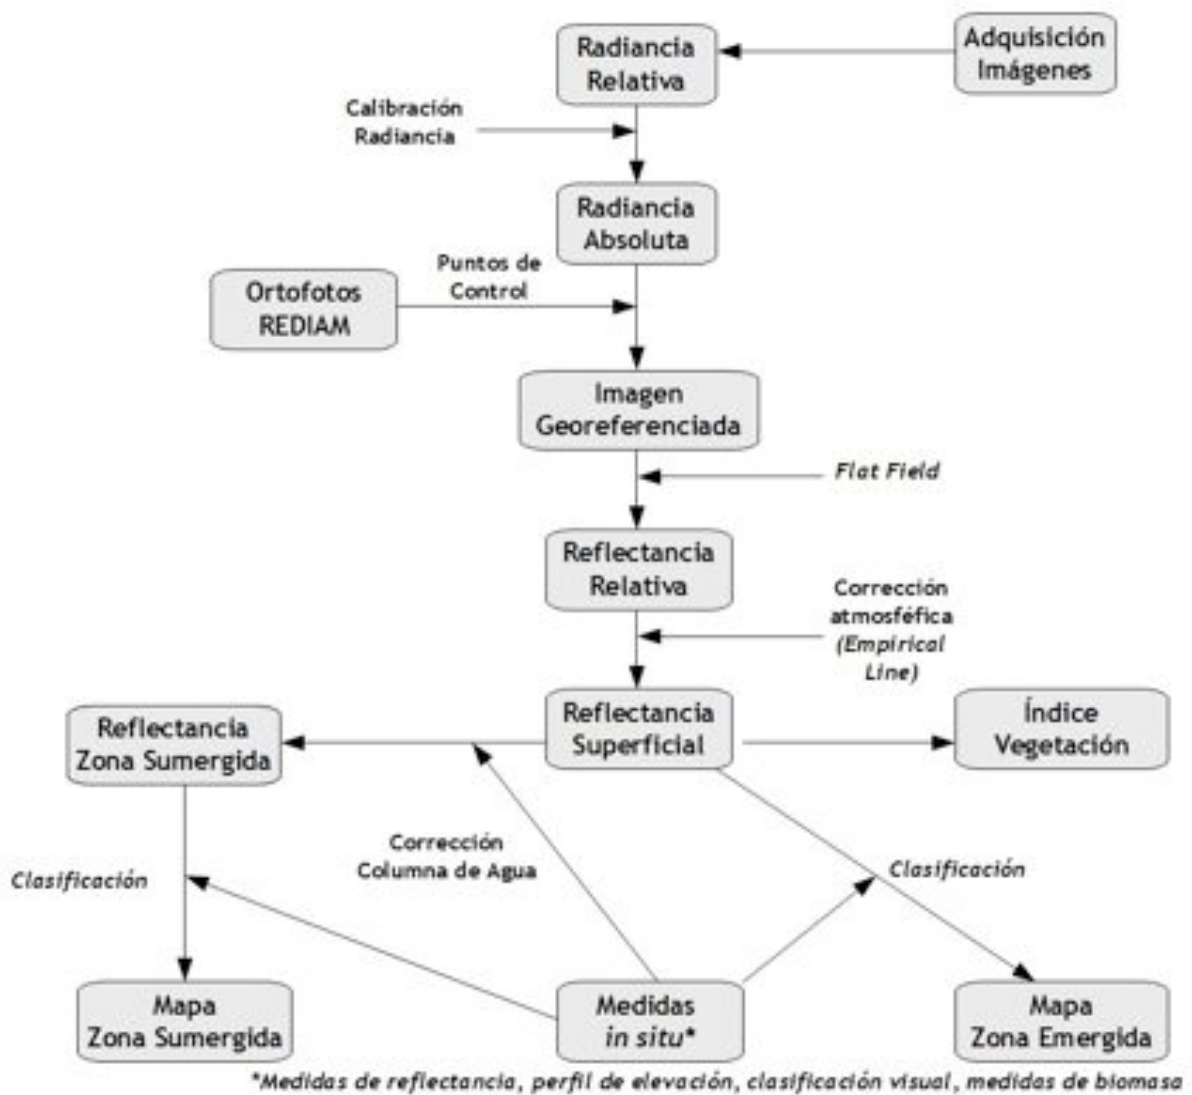 Radiancia
Relativa
Adquisición
Imágenes
Calibración
Radiancia
Radiancia
Absoluta
Puntos de
Control
Ortofotos
REDIAM
Imagen
Georeferenciada
Flat Field
Reflectancia
Relativa
Corrección
atmosféfica
(Empirical
Line)
Reflectancia
Zona Sumergida
Reflectancia
Superficial
Índice
Vegetación
Corrección
Columna de Agua
Clasificación
Clasificación
Mapa
Zona Sumergida
Medidas
in situ*
Mapa
Zona Emergida
*Medidas de reflectancia, perfil de elevación, clasificación visual, medidas de biomasa